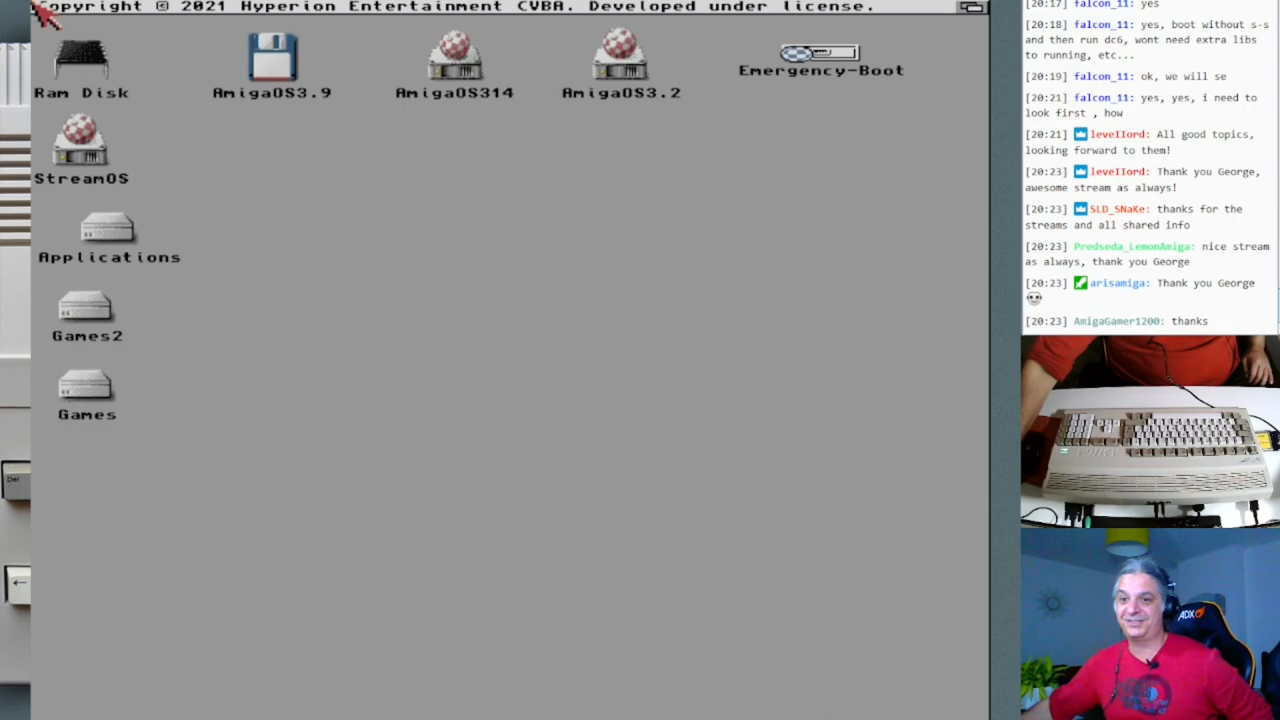 opyright © 2021 Hyperion Entertainment CVBA. Developed under license.
Ram Disk
AmigaOS3.9
AmigaOS314
AmigaOS3.2
Emergency-Boot
StreamOS
Applications
Games2
Games
Del
[20:17] falcon_11: yes
[20:18] falcon_11: yes, boot without s-s
and then run dc6, wont need extra libs
to running, etc...
[20:19] falcon_11: ok, we will se
[20:21] falcon_11: yes, yes, i need to
look first , how
[20:21] levelIord: All good topics,
looking forward to them!
[20:23] levelIord: Thank you George,
awesome stream as always!
[20:23] SLD_SNaKe: thanks for the
streams and all shared info
[20:23] Predseda_LemonAmiga: nice stream
as always, thank you George
[20:23] arisamiga: Thank you George
[20:23] AmigaGamer1200: thanks
ADX